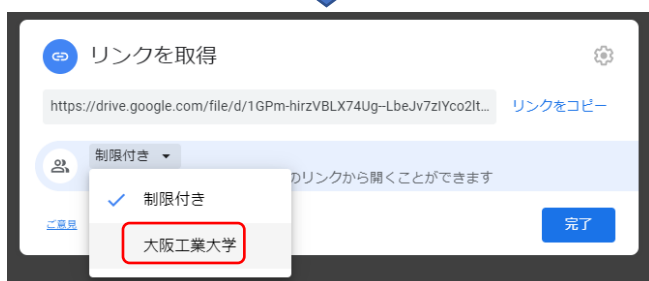 リンクを取得
https://drive.google.com/file/d/1GPm-hirzVBLX74Ug--LbeJv7zlYco2lt...
リンクをコピー
制限付き
のリンクから開くことができます
制限付き
大阪工業大学
ご意見
完了